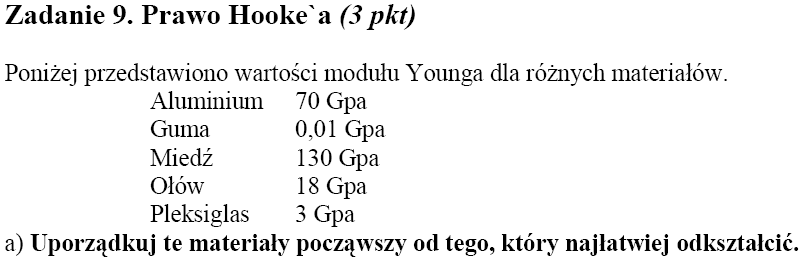 Zadanie 9. Prawo Hooke`a (3 pkt)
Poniżej przedstawiono wartości modułu Younga dla różnych materiałów.
Aluminium 70 Gpa
Guma 0,01 Gpa
Miedź 130 Gpa
Ołów 18 Gpa
Pleksiglas 3 Gpa
a) Uporządkuj te materiały począwszy od tego, który najłatwiej odkształcić.